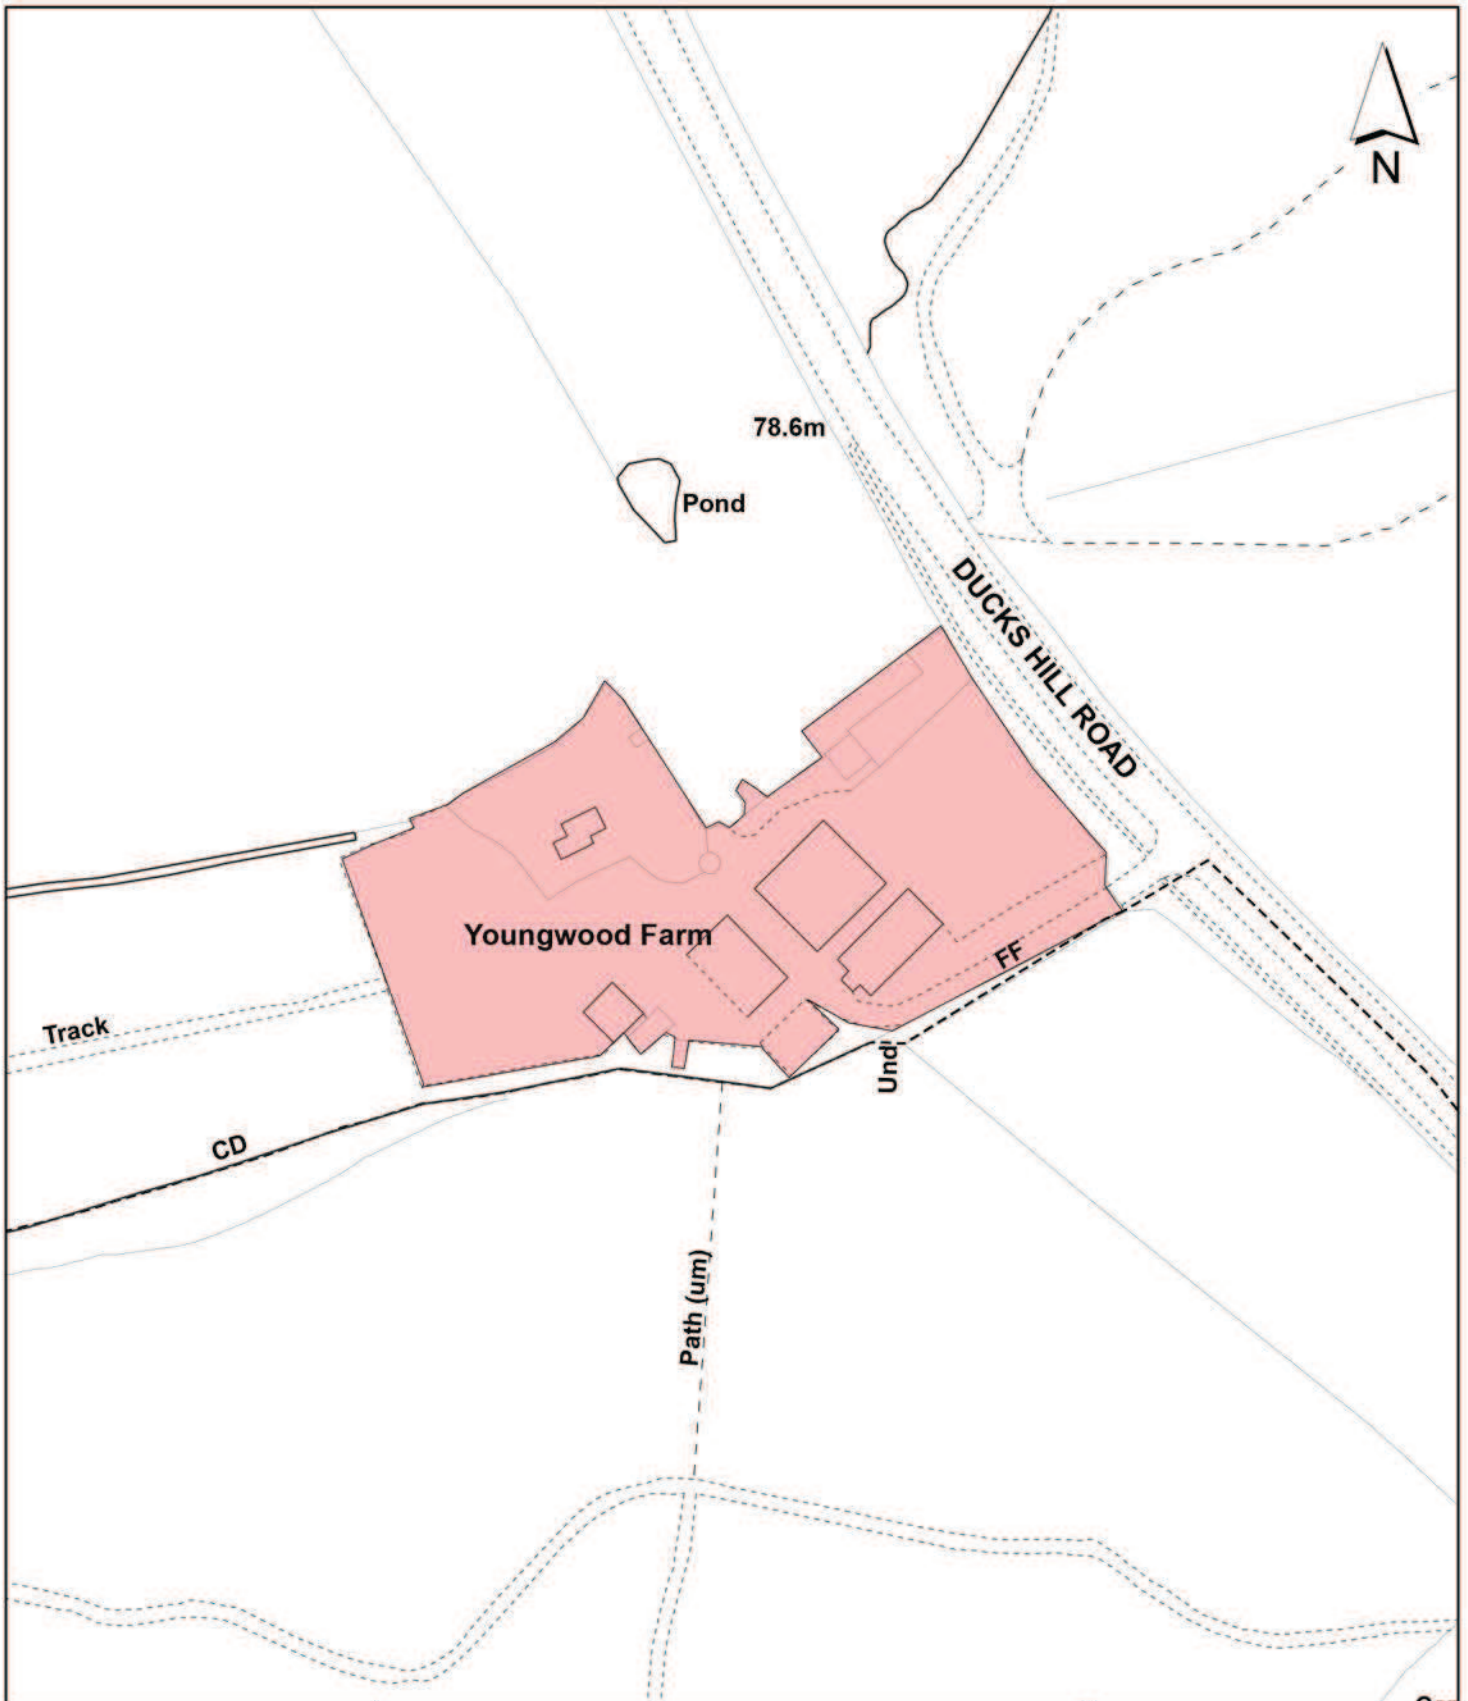 N
78.6m
Pond
DUCKS HILL ROAD
Youngwood Farm
FF
Track
Und
CD
Path (um)